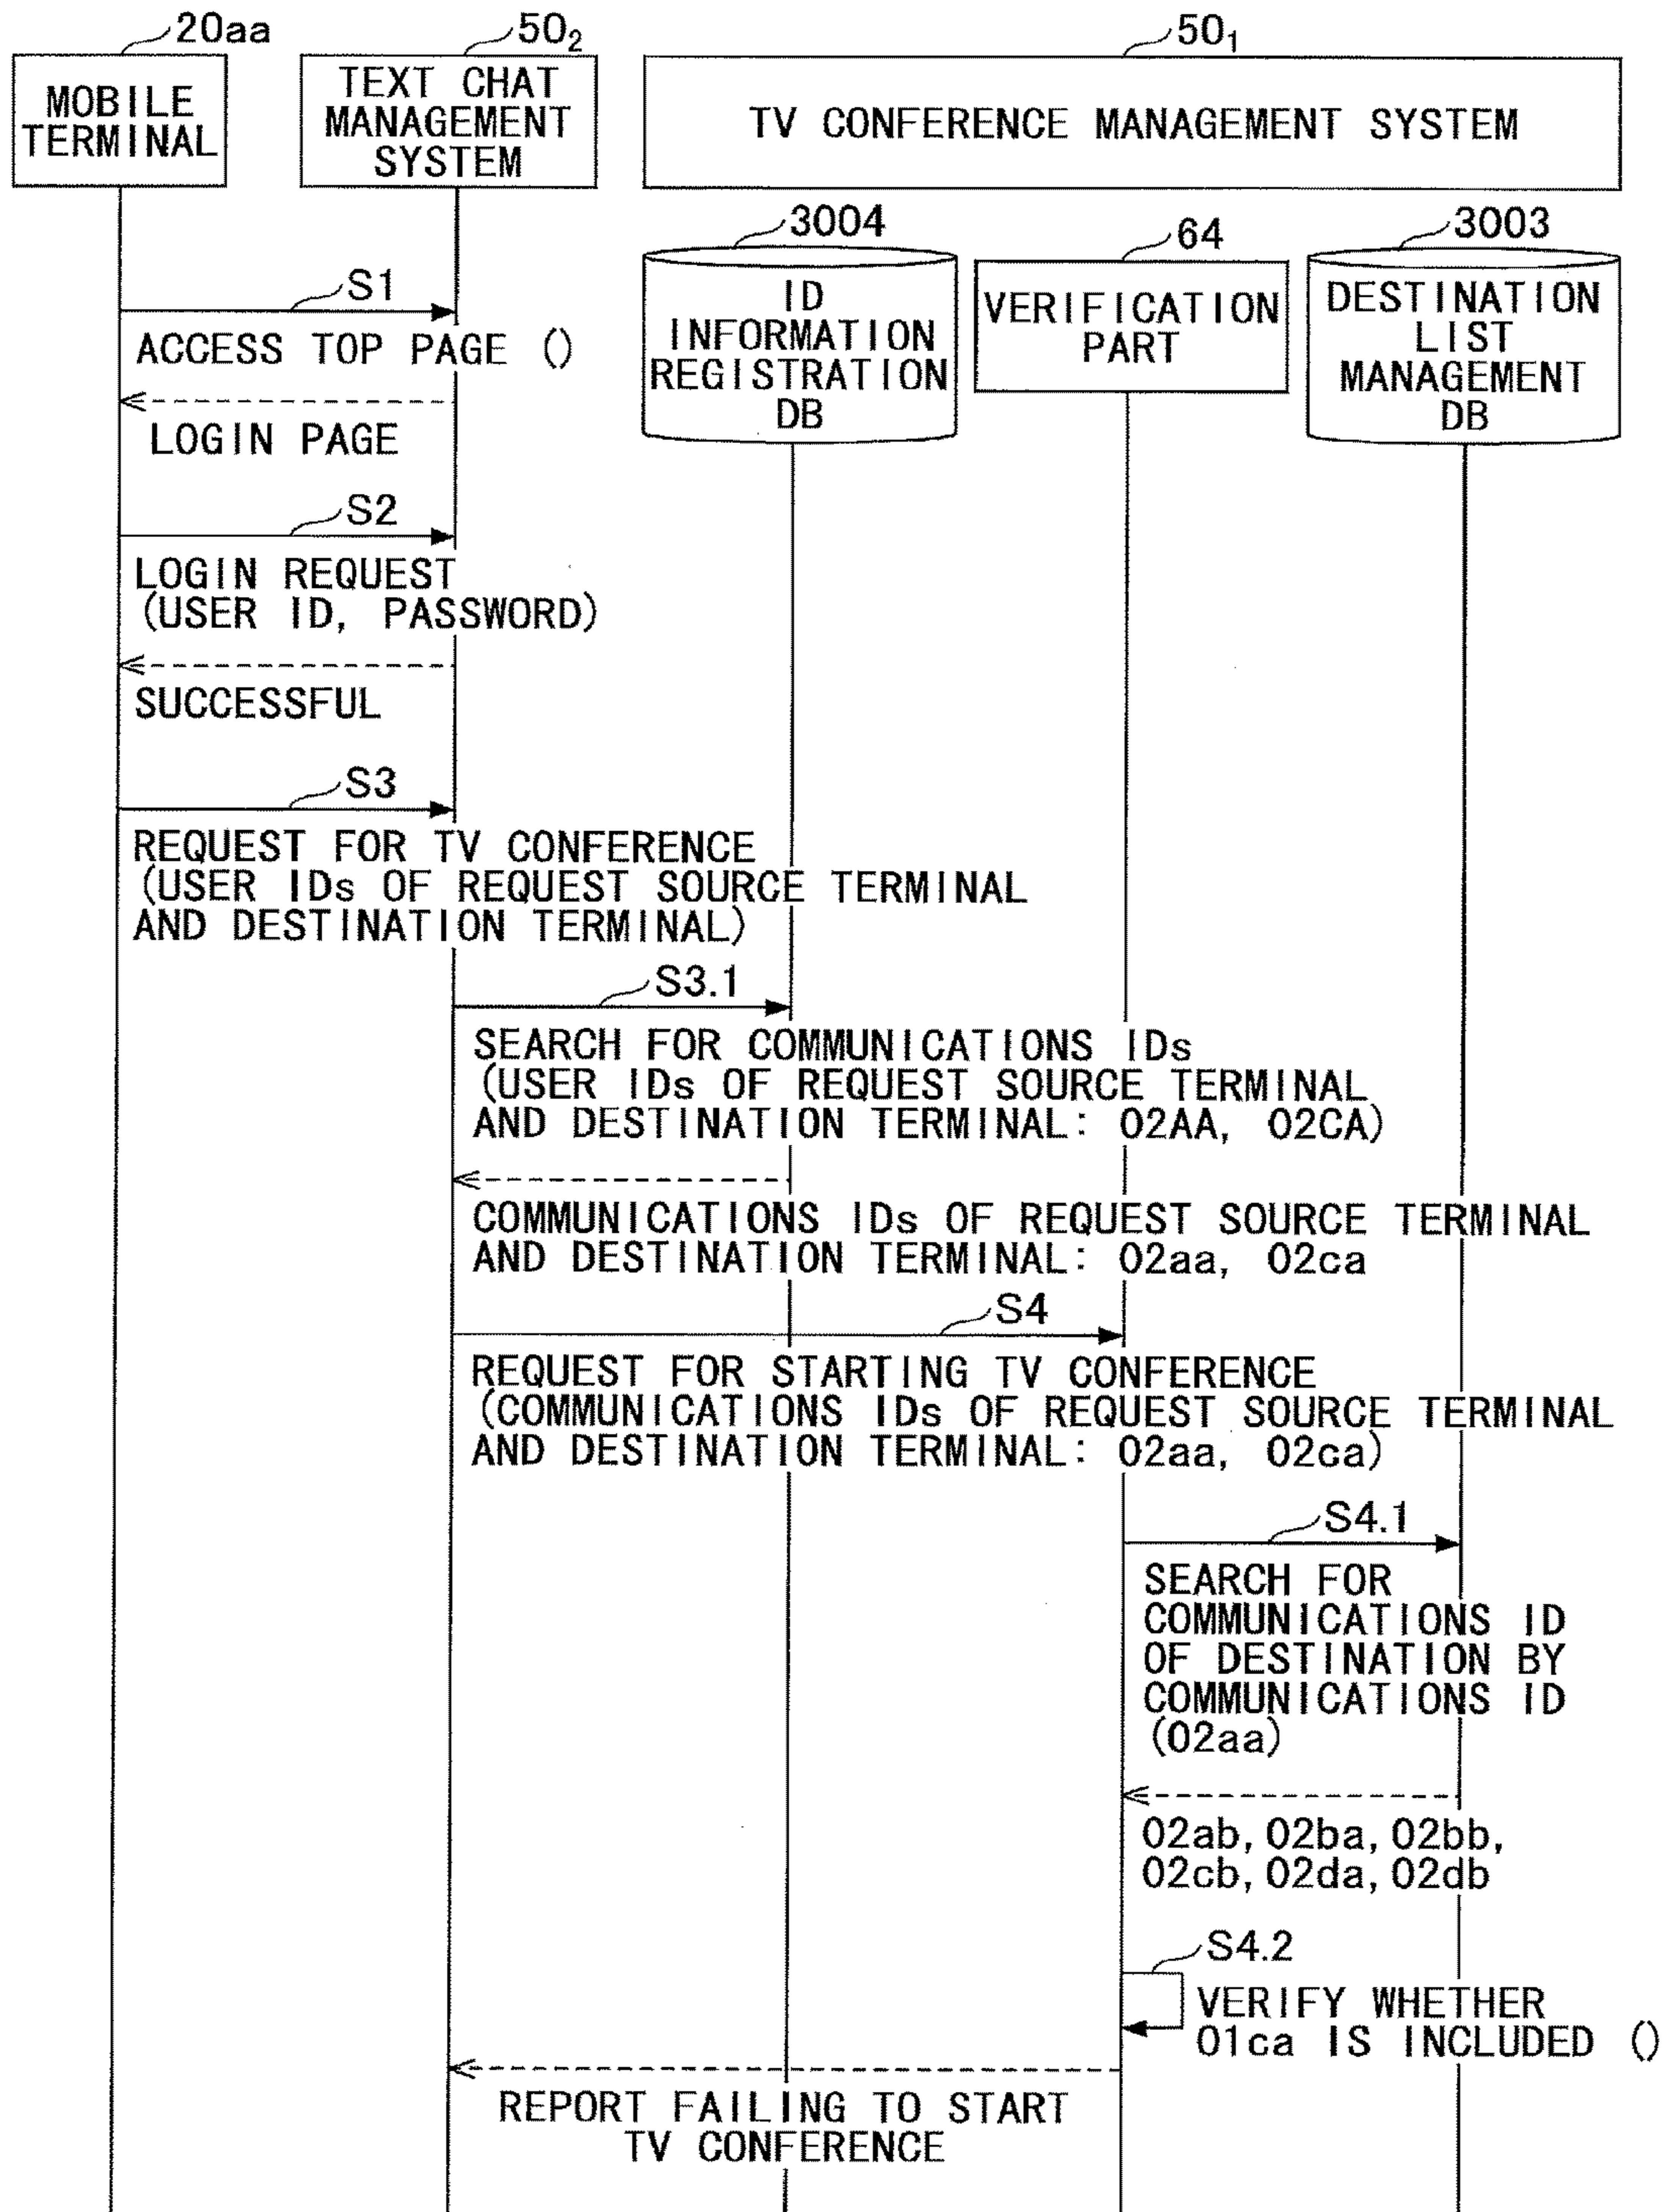 20aa
50₂
50₁
MOBILE
TERMINAL
TEXT CHAT
MANAGEMENT
SYSTEM
TV CONFERENCE MANAGEMENT SYSTEM
3004
64
3003
ID
INFORMATION
REGISTRATION
DB
VERIFICATION
PART
DESTINATION
LIST
MANAGEMENT
DB
S1
ACCESS TOP PAGE ()
LOGIN PAGE
S2
LOGIN REQUEST
(USER ID, PASSWORD)
SUCCESSFUL
S3
REQUEST FOR TV CONFERENCE
(USER IDs OF REQUEST SOURCE TERMINAL
AND DESTINATION TERMINAL)
S3.1
SEARCH FOR COMMUNICATIONS IDs
(USER IDs OF REQUEST SOURCE TERMINAL
AND DESTINATION TERMINAL: 02AA, 02CA)
COMMUNICATIONS IDs OF REQUEST SOURCE TERMINAL
AND DESTINATION TERMINAL: 02aa, 02ca
S4
REQUEST FOR STARTING TV CONFERENCE
(COMMUNICATIONS IDs OF REQUEST SOURCE TERMINAL
AND DESTINATION TERMINAL: 02aa, 02ca)
S4.1
SEARCH FOR
COMMUNICATIONS ID
OF DESTINATION BY
COMMUNICATIONS ID
(02aa)
02ab, 02ba, 02bb,
02cb, 02da, 02db
S4.2
VERIFY WHETHER
01ca IS INCLUDED ()
REPORT FAILING TO START
TV CONFERENCE